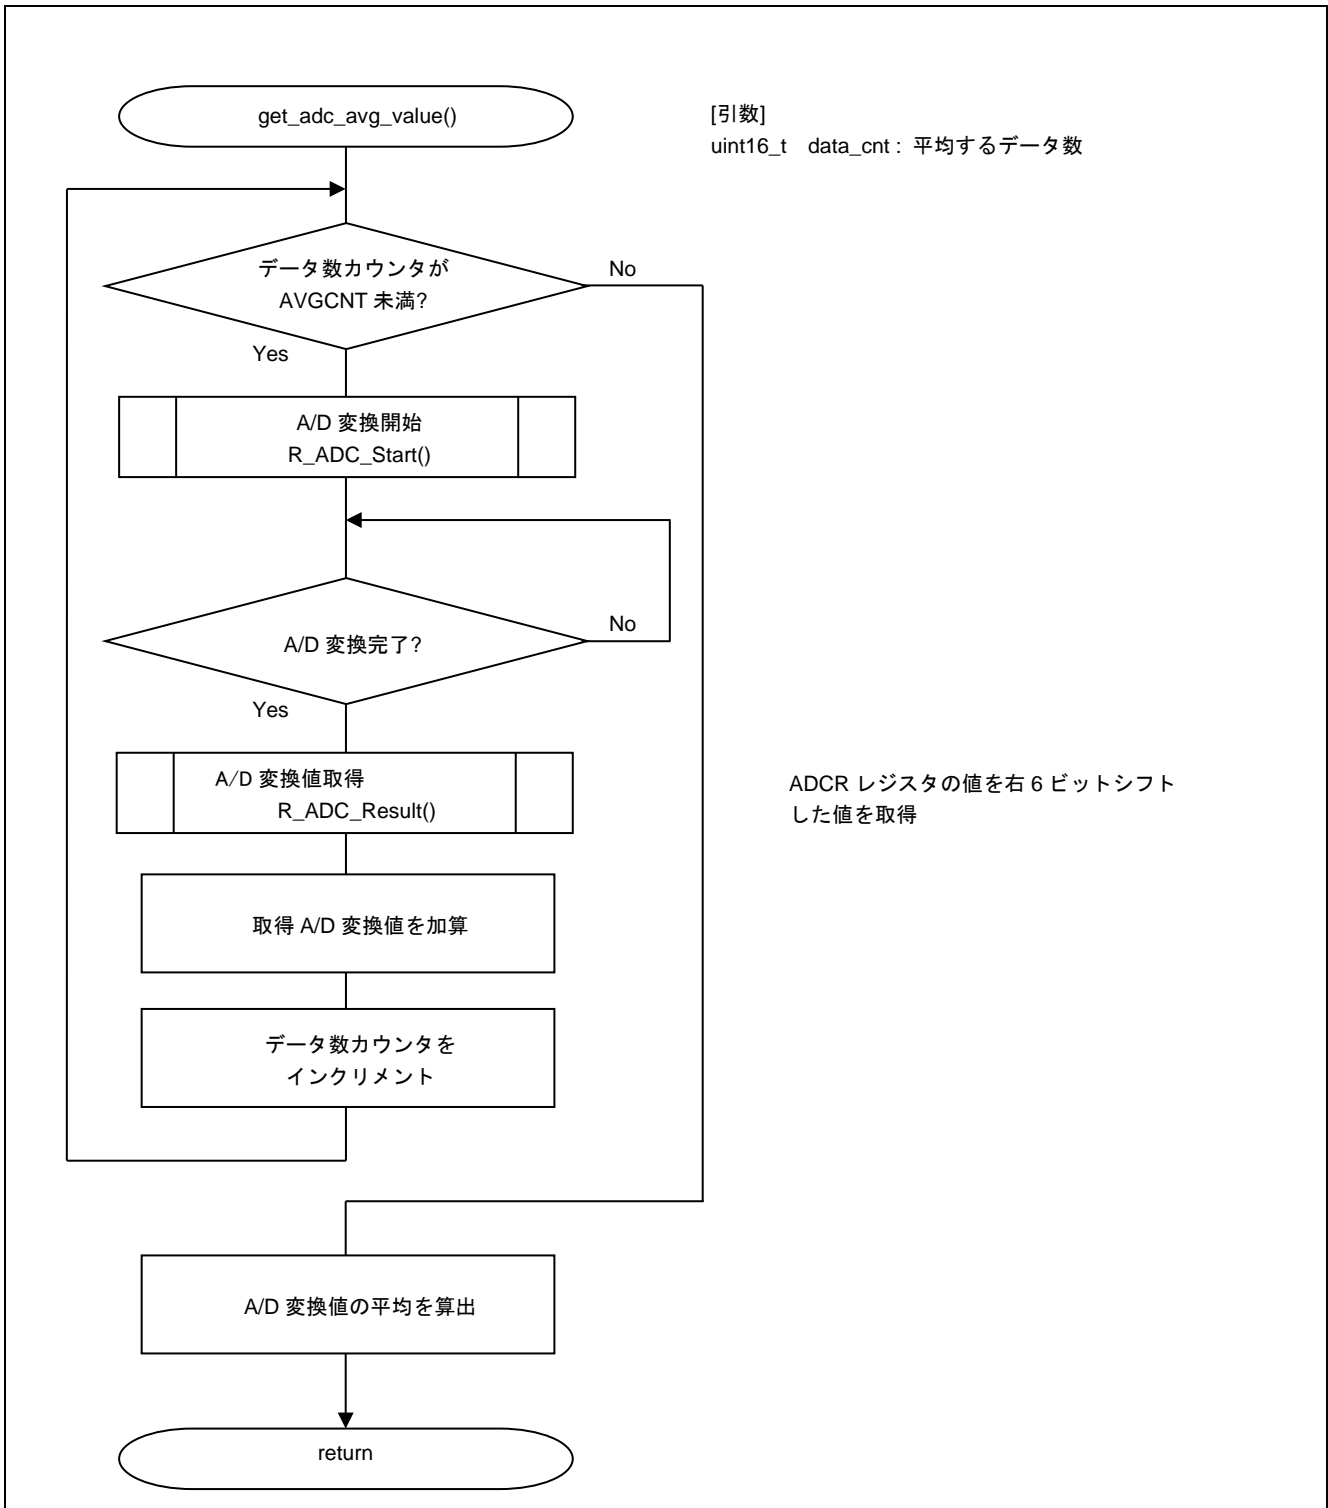 get_adc_avg_value()
[引数]
uint16_t data_cnt : 平均するデータ数
データ数カウンタが
AVGCNT 未満?
No
Yes
A/D 変換開始
R_ADC_Start()
A/D 変換完了?
No
Yes
A/D 変換値取得
R_ADC_Result()
ADCR レジスタの値を右 6 ビットシフト
した値を取得
取得 A/D 変換値を加算
データ数カウンタを
インクリメント
A/D 変換値の平均を算出
return